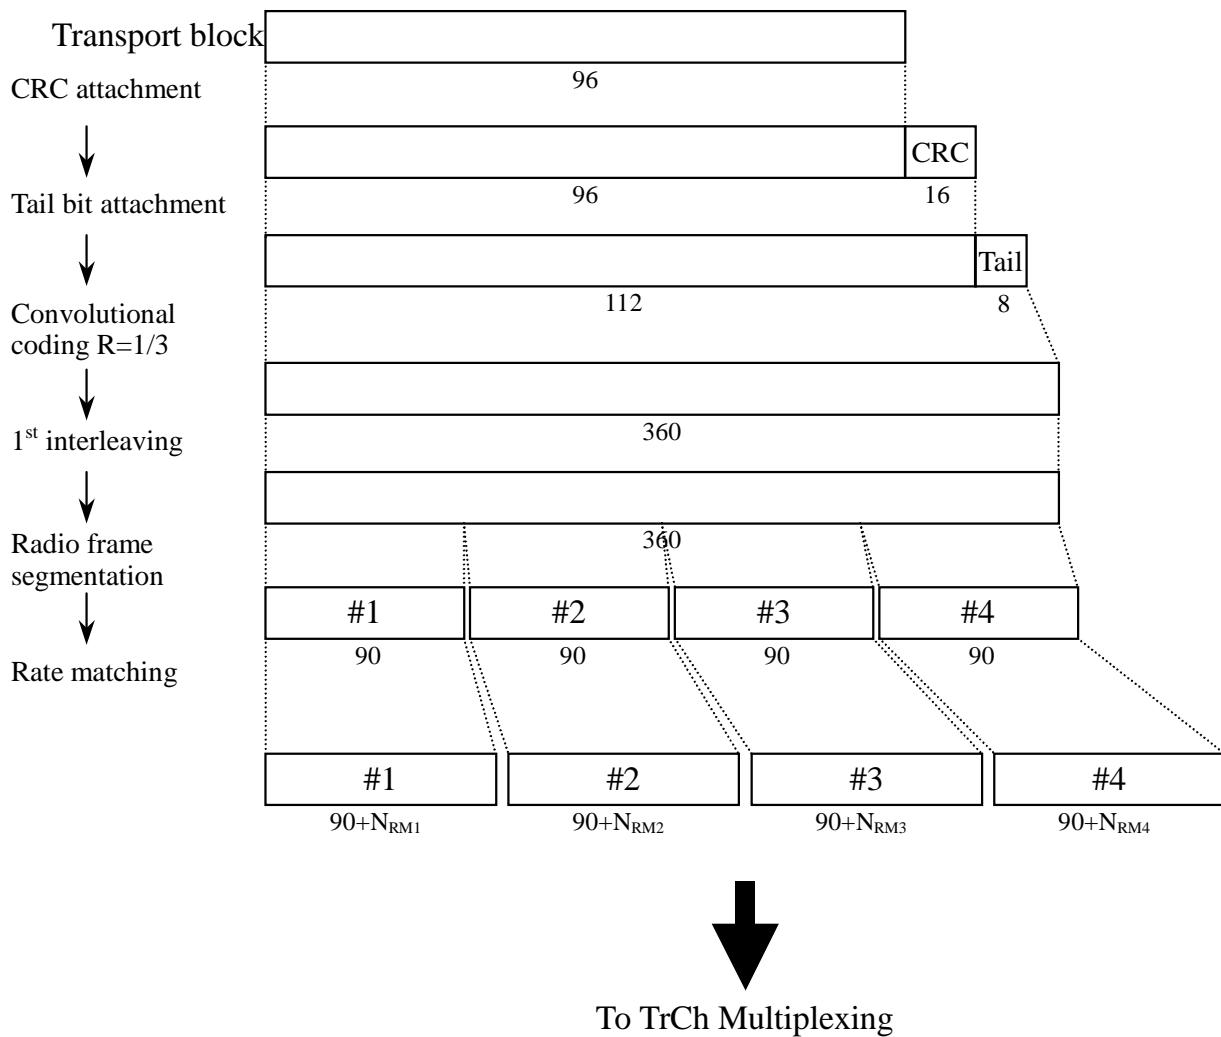 Transport block
96
CRC attachment
CRC
96 16
Tail bit attachment
Tail
112 8
Convolutional
coding R=1/3
360
1st interleaving
360
Radio frame
segmentation
#1 #2 #3 #4
90 90 90 90
Rate matching
#1 #2 #3 #4
90+NRM1 90+NRM2 90+NRM3 90+NRM4
To TrCh Multiplexing